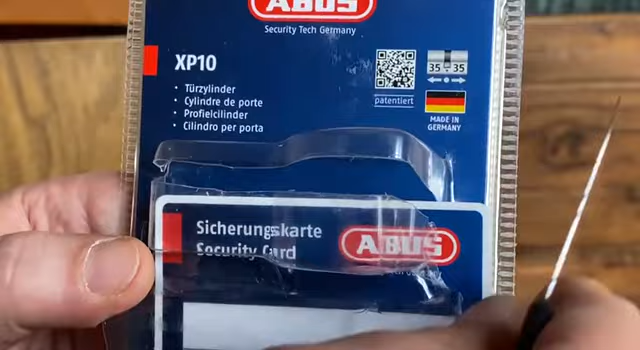 ABUS
Security Tech Germany
XP10
35 35
patentiert
• Türzylinder
• Cylindre de porte
• Profielcilinder
• Cilindro per porta
MADE IN
GERMANY
Sicherungskarte
Security Card
ABUS